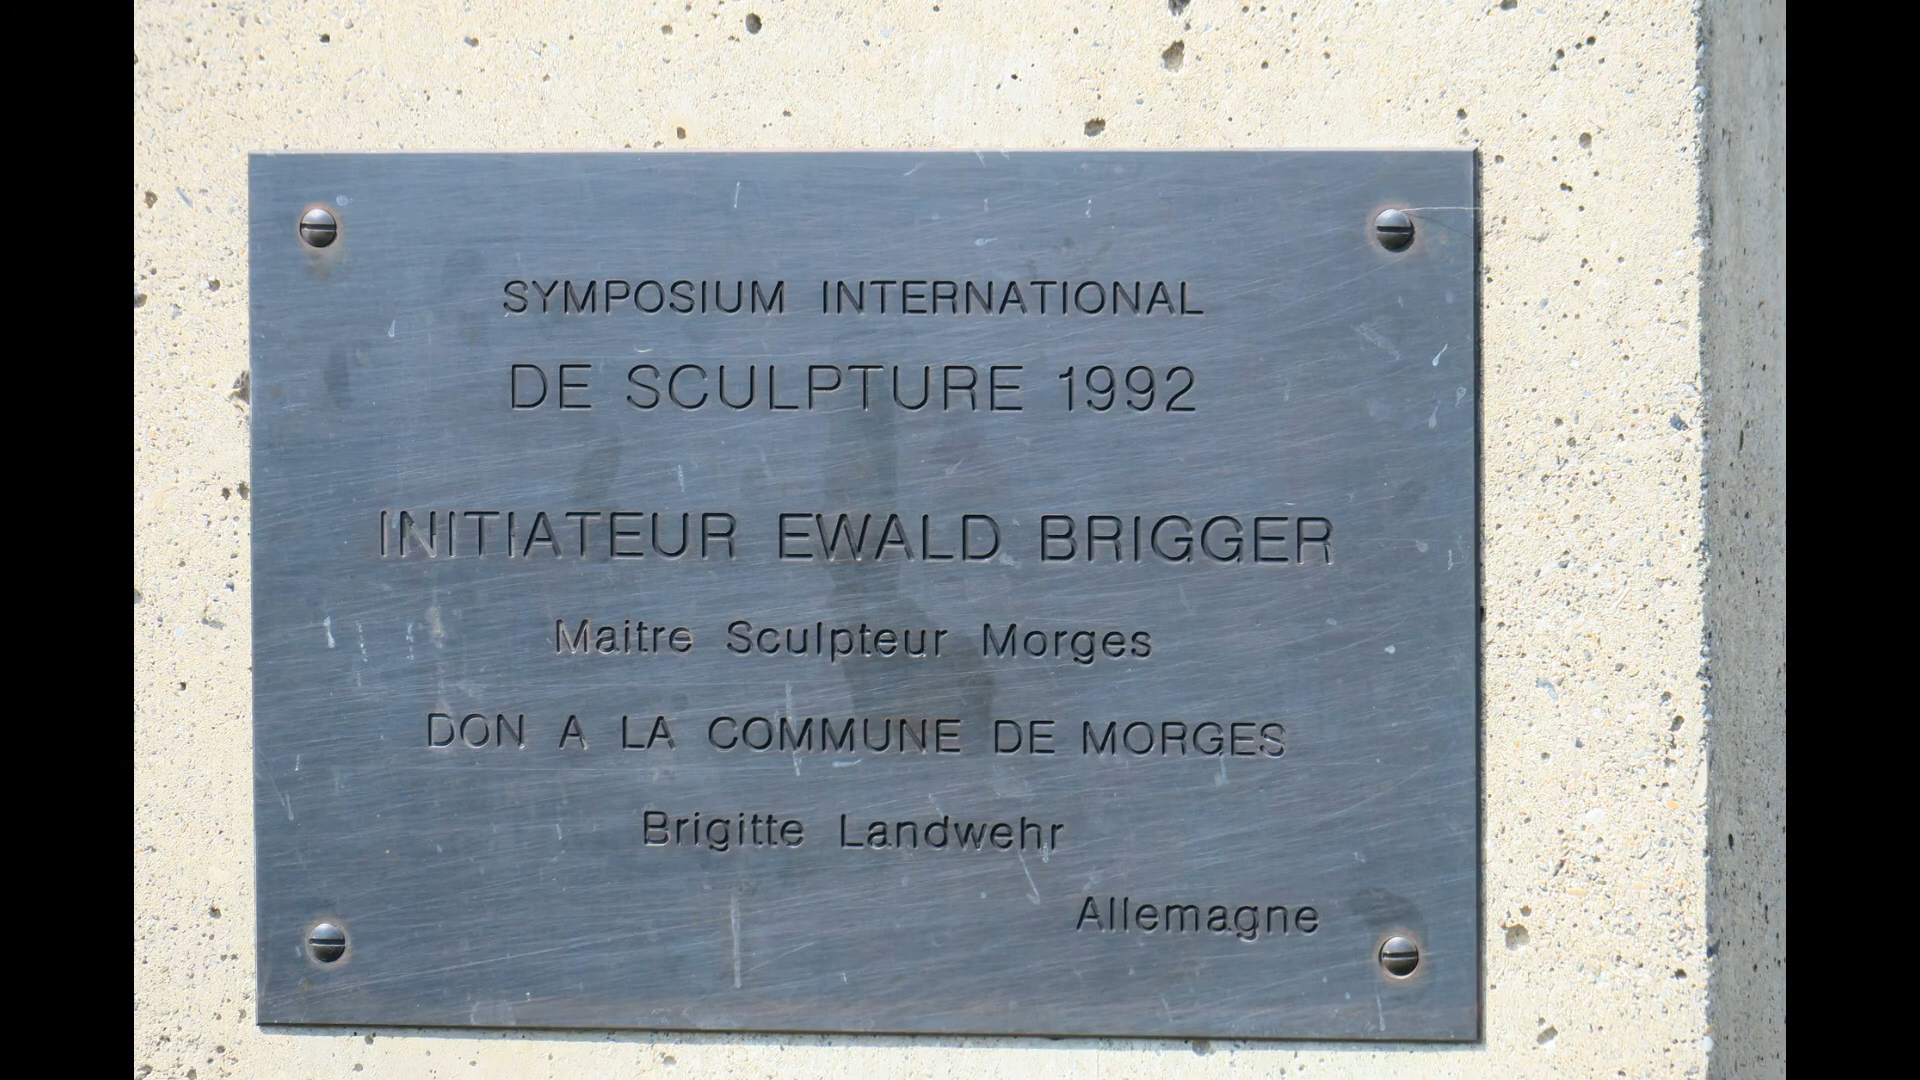 SYMPOSIUM INTERNATIONAL
DE SCULPTURE 1992
INITIATEUR EWALD BRIGGER
Maitre Sculpteur Morges
DON A LA COMMUNE DE MORGES
Brigitte Landwehr
Allemagne